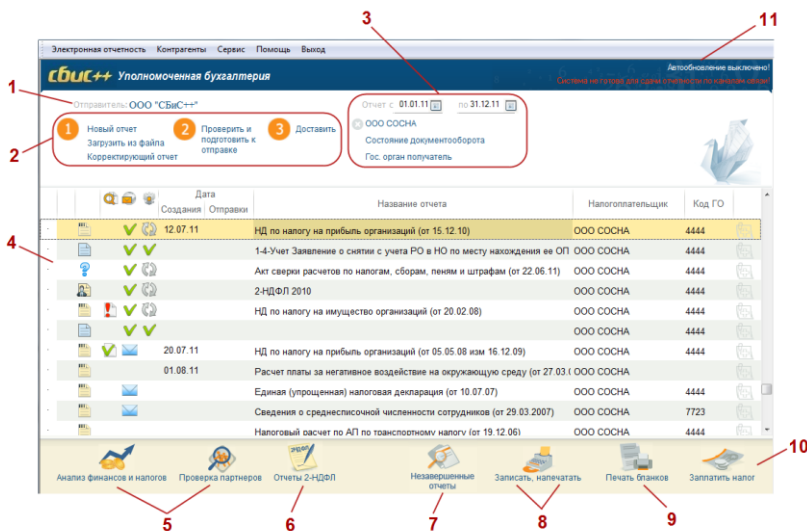 3
11
Электронная отчетность Контрагенты Сервис Помощь Выход
сбис++ Уполномоченная бухгалтерия
Автообновление выключено!
Система не готова для сдачи отчетности по каналам связи!
1
Отправитель: ООО "СБиС++"
Отчет с 01.01.11 по 31.12.11
2
1 Новый отчет
Загрузить из файла
Корректирующий отчет
2 Проверить и
подготовить к
отправке
3 Доставить
ООО СОСНА
Состояние документооборота
Гос. орган получатель
Дата
Создания Отправки Название отчета Налогоплательщик Код ГО
4
12.07.11 НД по налогу на прибыль организаций (от 15.12.10) ООО СОСНА 4444
1-4-Учет Заявление о снятии с учета РО в НО по месту нахождения ее ОП ООО СОСНА 4444
Акт сверки расчетов по налогам, сборам, пеням и штрафам (от 22.06.11) ООО СОСНА 4444
2-НДФЛ 2010 ООО СОСНА 4444
НД по налогу на имущество организаций (от 20.02.08) ООО СОСНА 4444
ООО СОСНА 4444
20.07.11 НД по налогу на прибыль организаций (от 05.05.08 изм 16.12.09) ООО СОСНА 4444
01.08.11 Расчет платы за негативное воздействие на окружающую среду (от 27.03.( ООО СОСНА
Единая (упрощенная) налоговая декларация (от 10.07.07) ООО СОСНА 4444
Сведения о среднесписочной численности сотрудников (от 29.03.2007) ООО СОСНА 7723
Налоговый расчет по АП по транспортному налогу (от 19.12.06) ООО СОСНА 4444
10
Анализ финансов и налогов Проверка партнеров Отчеты 2-НДФЛ Незавершенные
отчеты
Записать, напечатать Печать бланков Заплатить налог
5 6 7 8 9